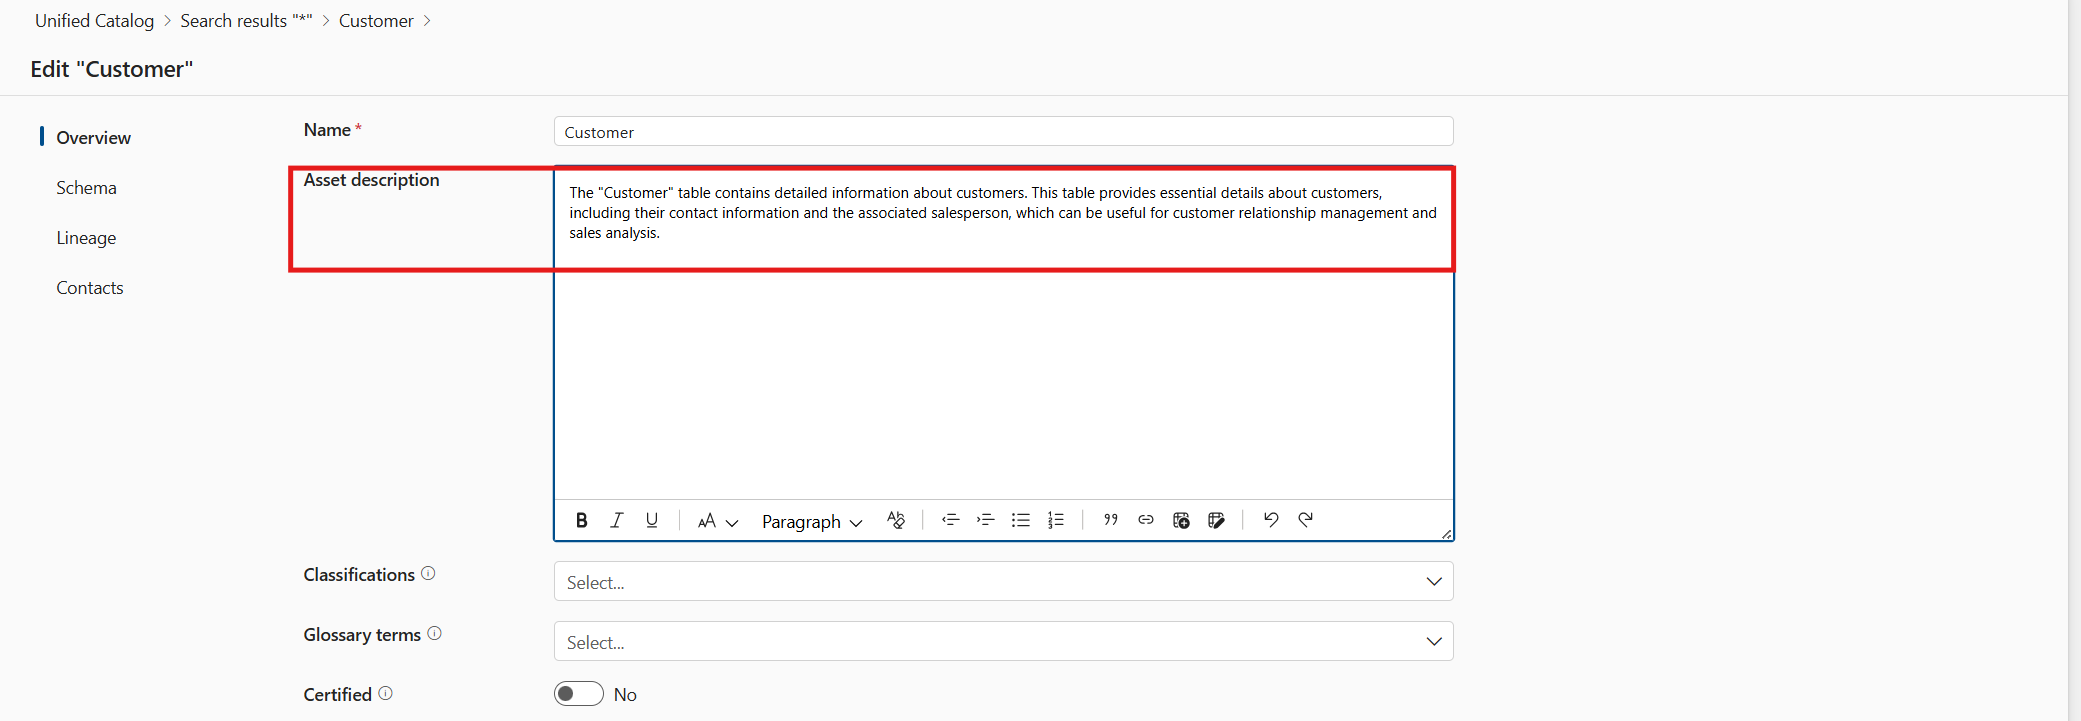 Unified Catalog > Search results "*" > Customer >
Edit "Customer"
Overview
Schema
Lineage
Contacts
Name *
Customer
Asset description
The "Customer" table contains detailed information about customers. This table provides essential details about customers,
including their contact information and the associated salesperson, which can be useful for customer relationship management and
sales analysis.
B I U AA Paragraph
Classifications
Select...
Glossary terms
Select...
Certified
No